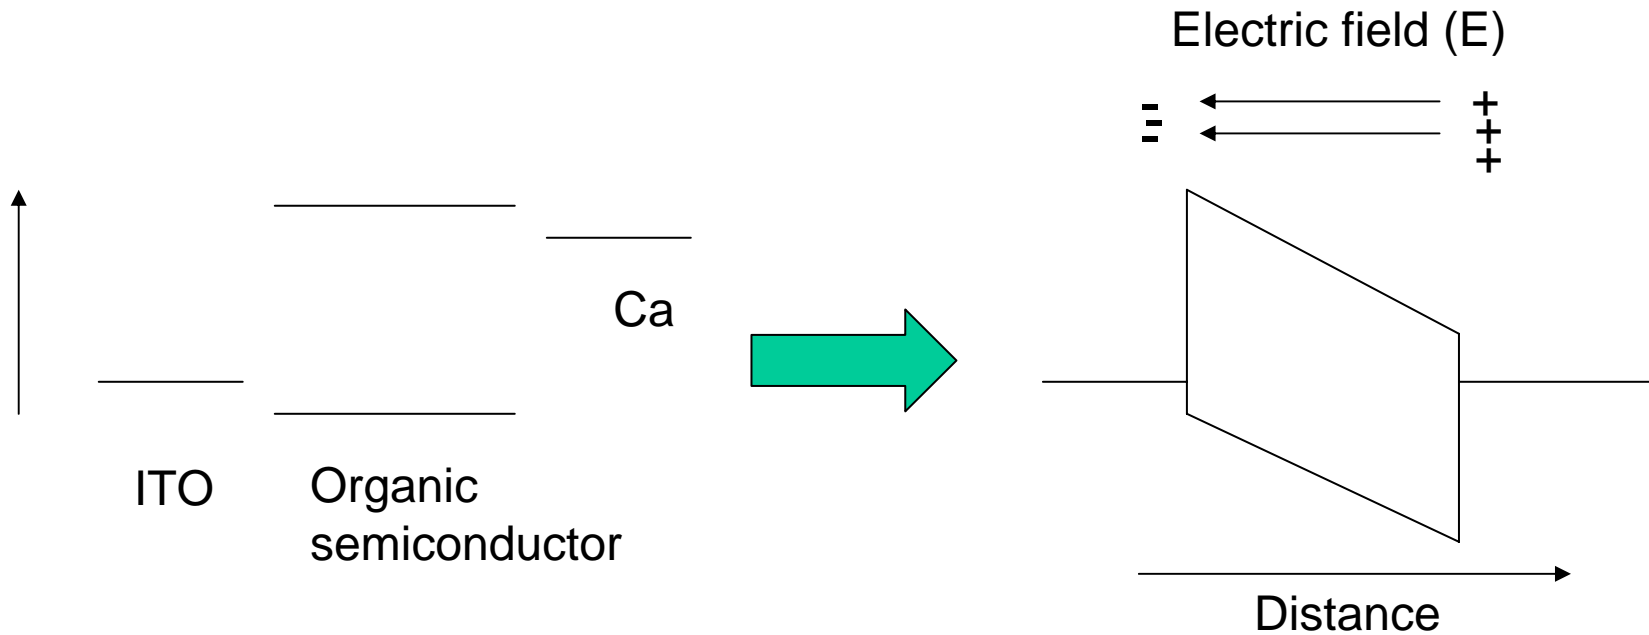 Electric field (E)
- + 
- +
- +
Ca
ITO
Organic
semiconductor
Distance